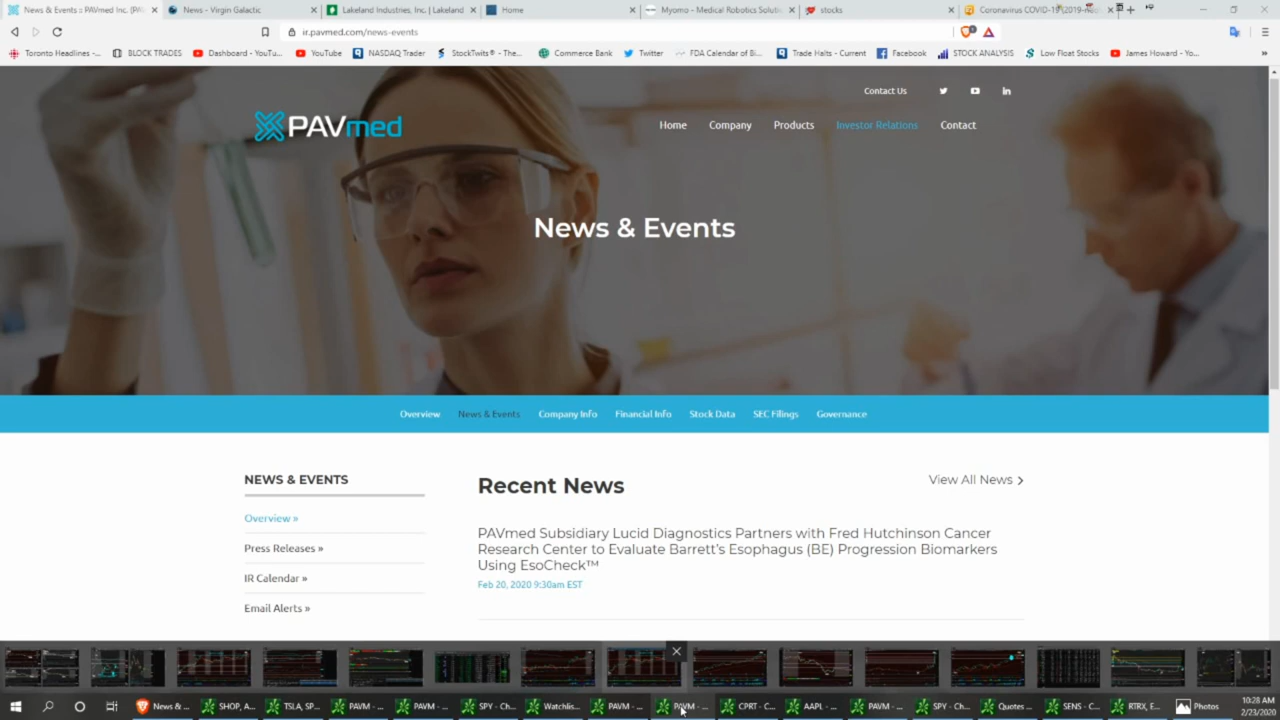 News & Events :: PAVmed Inc. (PAV
News - Virgin Galactic
Lakeland Industries, Inc. | Lakeland
Home
Myomo - Medical Robotics Soluti
stocks
Coronavirus COVID-19 (2019-nCo
ir.pavmed.com/news-events
Toronto Headlines -...
BLOCK TRADES
Dashboard - YouTu...
YouTube
NASDAQ Trader
StockTwits® - The...
Commerce Bank
Twitter
FDA Calendar of Bi...
Trade Halts - Current
Facebook
STOCK ANALYSIS
Low Float Stocks
James Howard - Yo...
Contact Us
PAVmed
Home
Company
Products
Investor Relations
Contact
News & Events
Overview
News & Events
Company Info
Financial Info
Stock Data
SEC Filings
Governance
NEWS & EVENTS
Overview »
Press Releases »
IR Calendar »
Email Alerts »
Recent News
View All News
PAVmed Subsidiary Lucid Diagnostics Partners with Fred Hutchinson Cancer
Research Center to Evaluate Barrett's Esophagus (BE) Progression Biomarkers
Using EsoCheck™
Feb 20, 2020 9:30am EST
News & ...
SHOP, A...
TSLA, SP...
PAVM - ...
PAVM - ...
SPY - Ch...
Watchlis...
PAVM - ...
PAVM - ...
CPRT - C...
AAPL - ...
PAVM - ...
SPY - Ch...
Quotes ...
SENS - C...
RTRX, E...
Photos
10:28 AM
2/23/2020